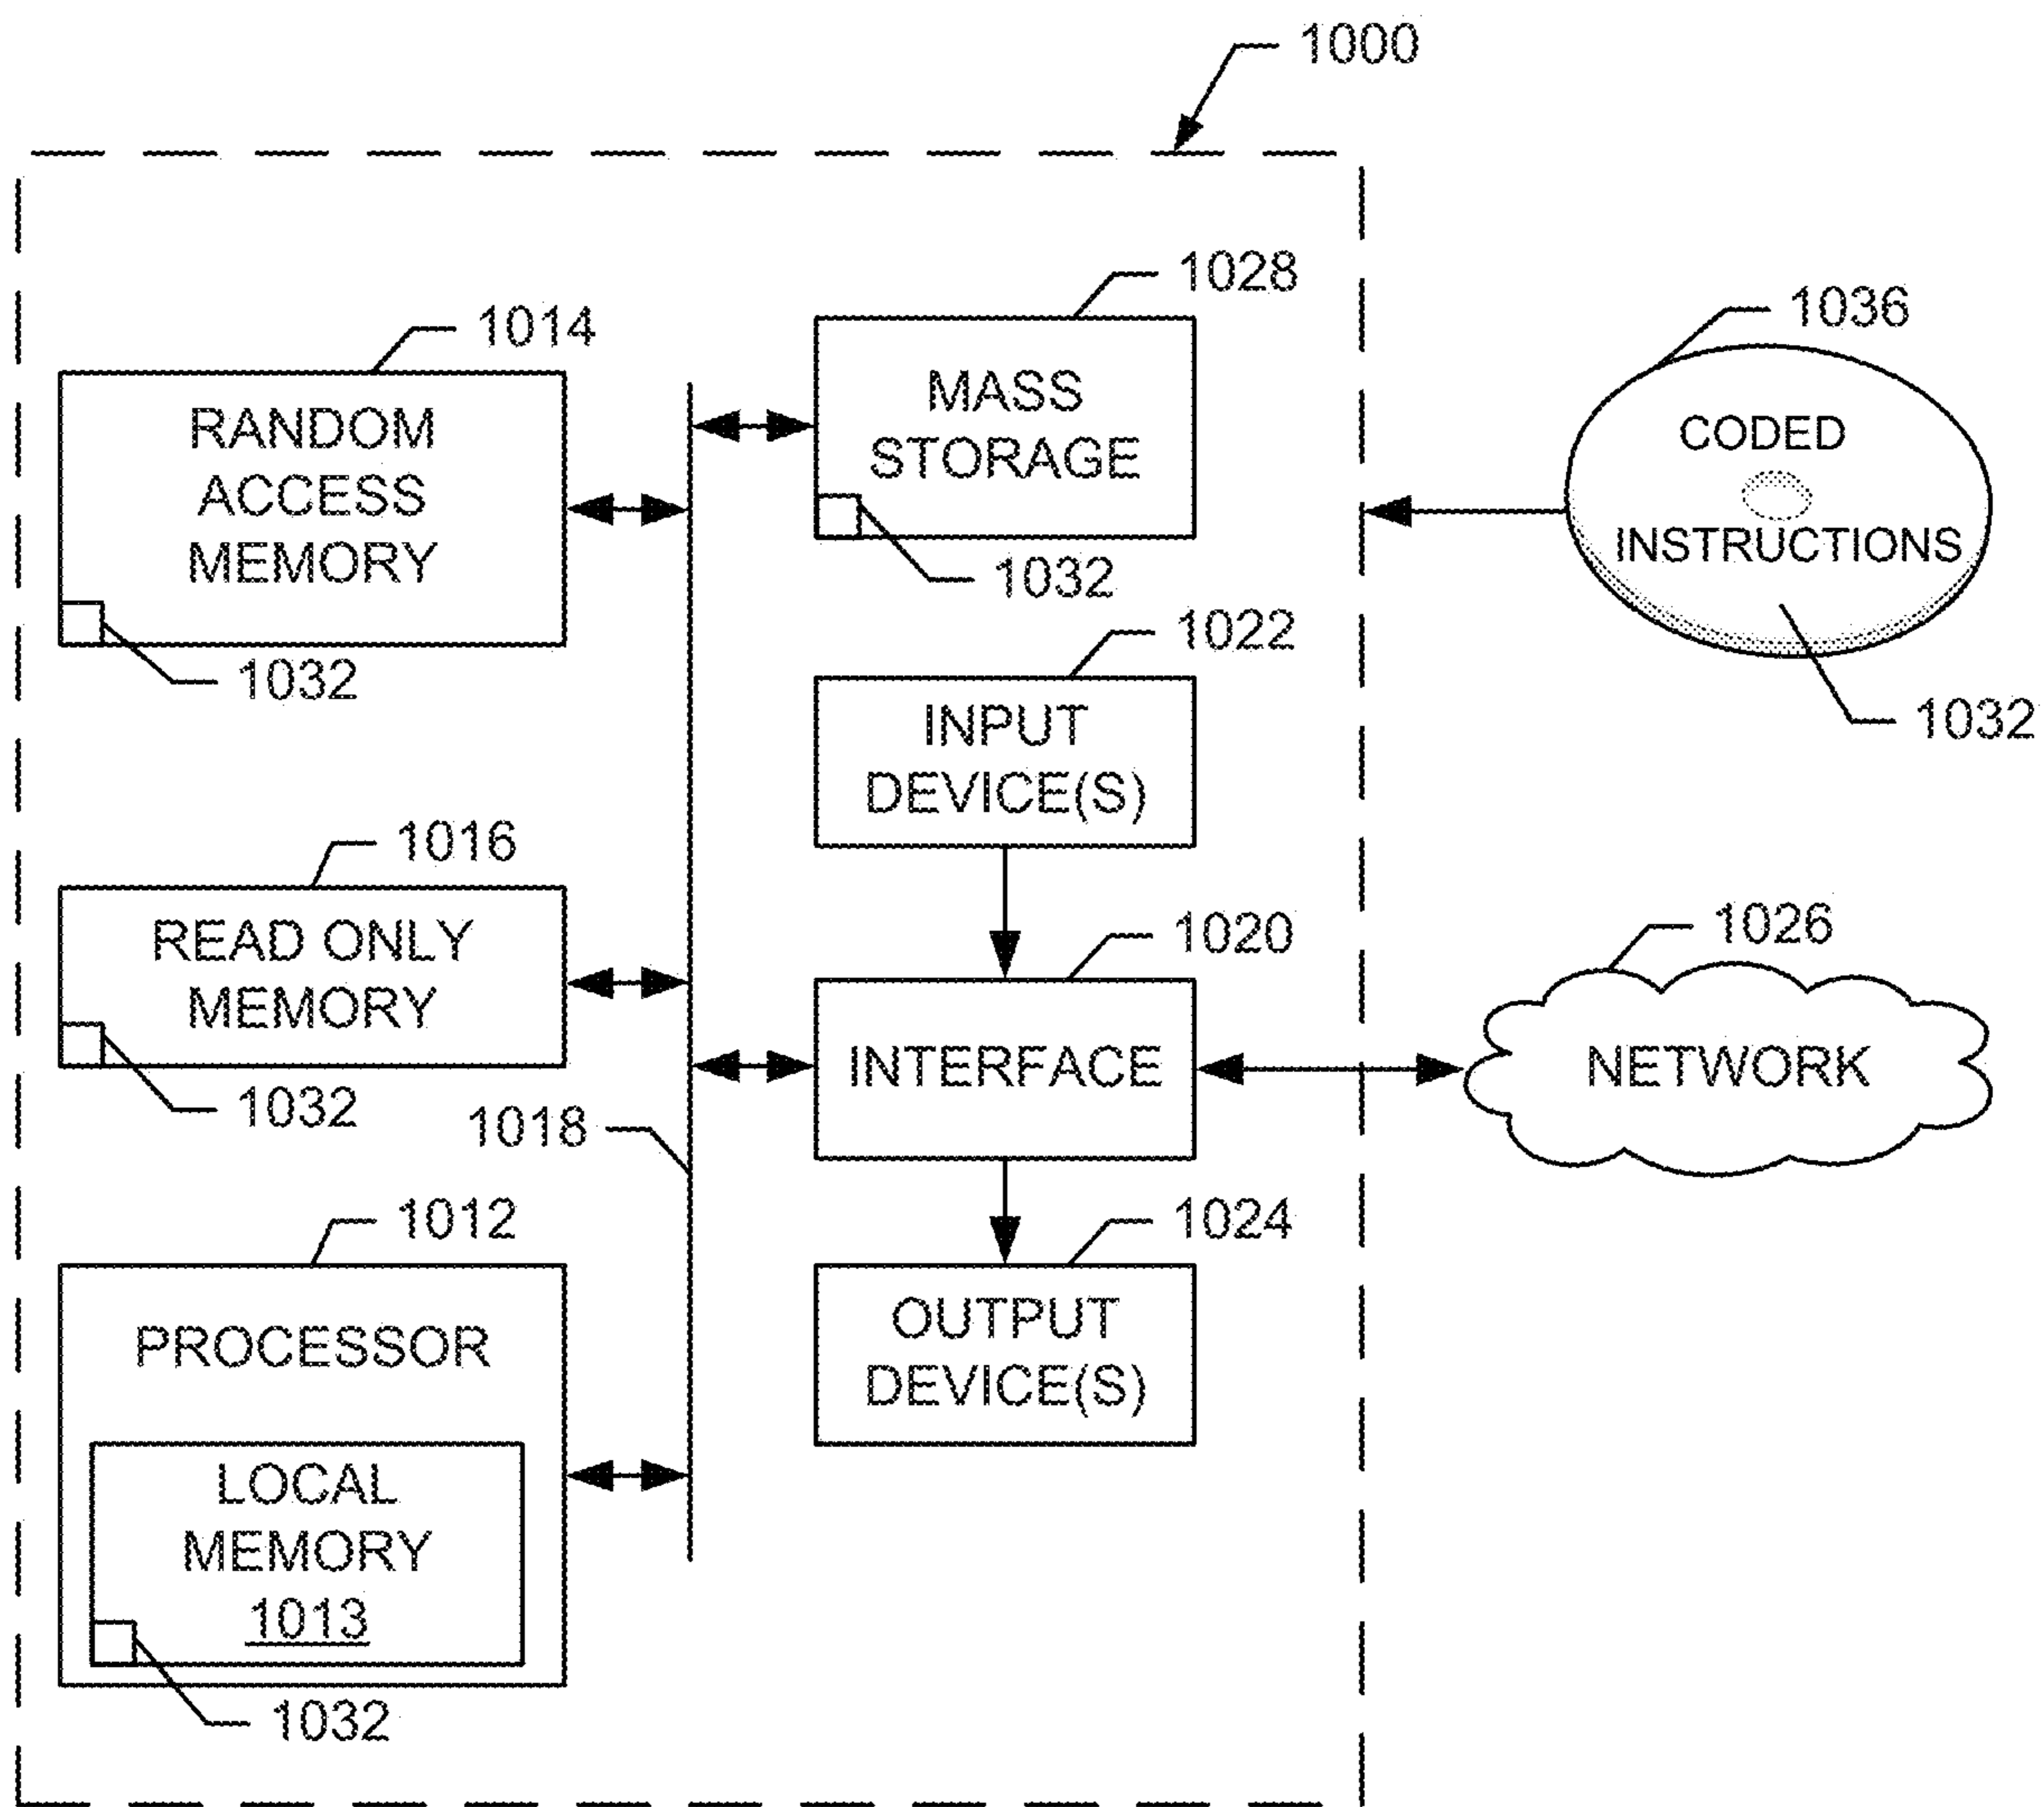 1000
1028
1014
1036
MASS
STORAGE
RANDOM
ACCESS
MEMORY
CODED
INSTRUCTIONS
1032
1032
1032
1022
INPUT
DEVICE(S)
1016
READ ONLY
MEMORY
1032
1020
INTERFACE
1026
NETWORK
1018
1012
PROCESSOR
LOCAL
MEMORY
1013
1032
1024
OUTPUT
DEVICE(S)